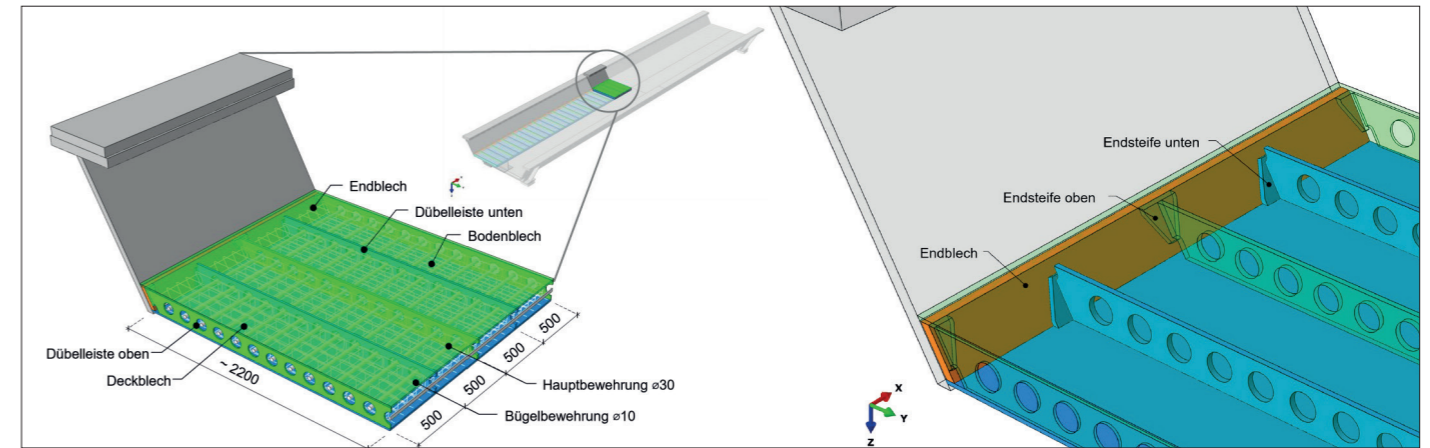 Endblech
Dübelleiste unten
Bodenblech
Dübelleiste oben
Deckblech
~ 2200
500
500
500
500
Hauptbewehrung ⌀30
Bügelbewehrung ⌀10
Endsteife unten
Endsteife oben
Endblech
X
Y
Z